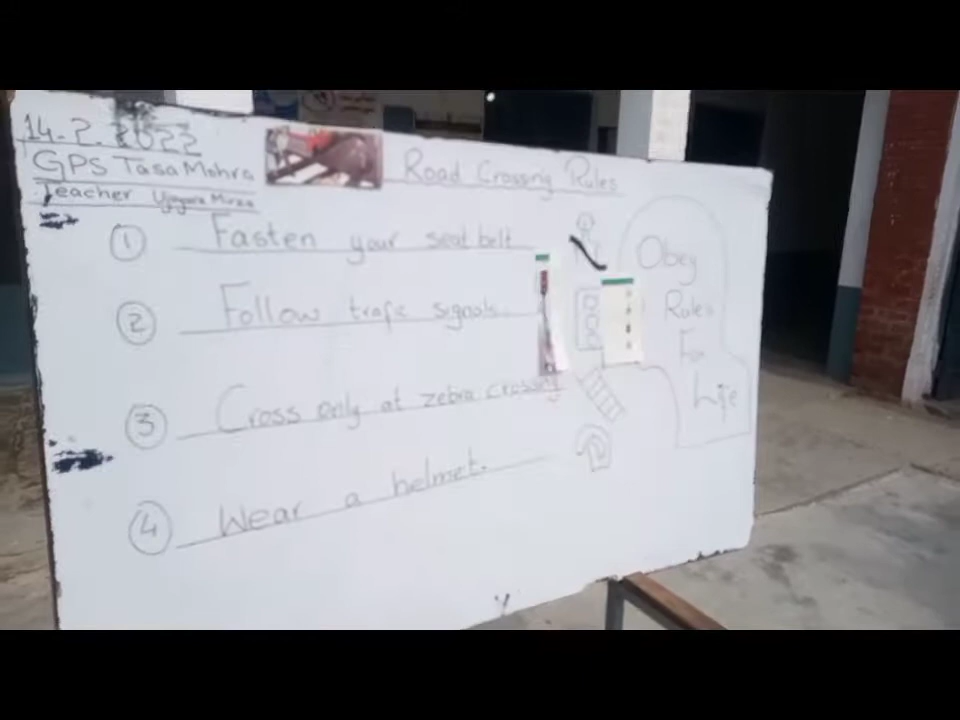 14-2-2022
GPS Tasa Mohra
Teacher
Road Crossing Rules
1 Fasten your seat belt
2 Follow trafic signals.
3 Cross only at zebra crossing
4 Wear a helmet.
Obey
Rules
For
Life